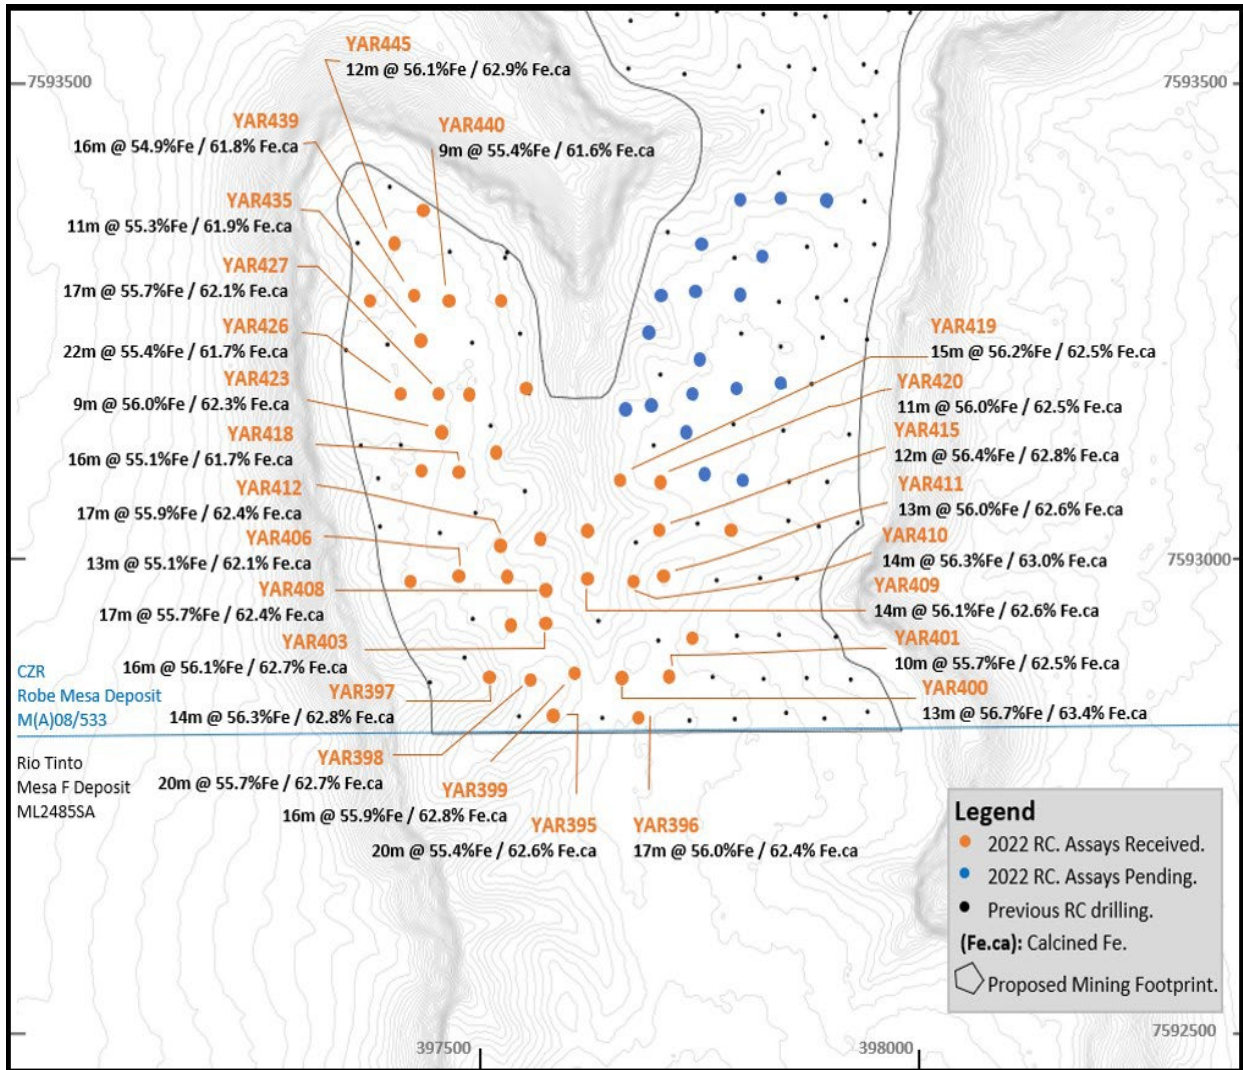 YAR445
12m @ 56.1%Fe / 62.9% Fe.ca
7593500
7593500
YAR439
16m @ 54.9%Fe / 61.8% Fe.ca
YAR440
9m @ 55.4%Fe / 61.6% Fe.ca
YAR435
11m @ 55.3%Fe / 61.9% Fe.ca
YAR427
17m @ 55.7%Fe / 62.1% Fe.ca
YAR426
22m @ 55.4%Fe / 61.7% Fe.ca
YAR423
9m @ 56.0%Fe / 62.3% Fe.ca
YAR418
16m @ 55.1%Fe / 61.7% Fe.ca
YAR412
17m @ 55.9%Fe / 62.4% Fe.ca
YAR406
13m @ 55.1%Fe / 62.1% Fe.ca
YAR408
17m @ 55.7%Fe / 62.4% Fe.ca
YAR403
16m @ 56.1%Fe / 62.7% Fe.ca
YAR397
14m @ 56.3%Fe / 62.8% Fe.ca
YAR398
20m @ 55.7%Fe / 62.7% Fe.ca
YAR399
16m @ 55.9%Fe / 62.8% Fe.ca
YAR395
20m @ 55.4%Fe / 62.6% Fe.ca
YAR396
17m @ 56.0%Fe / 62.4% Fe.ca
YAR419
15m @ 56.2%Fe / 62.5% Fe.ca
YAR420
11m @ 56.0%Fe / 62.5% Fe.ca
YAR415
12m @ 56.4%Fe / 62.8% Fe.ca
YAR411
13m @ 56.0%Fe / 62.6% Fe.ca
YAR410
14m @ 56.3%Fe / 63.0% Fe.ca
7593000
YAR409
14m @ 56.1%Fe / 62.6% Fe.ca
YAR401
10m @ 55.7%Fe / 62.5% Fe.ca
YAR400
13m @ 56.7%Fe / 63.4% Fe.ca
CZR
Robe Mesa Deposit
M(A)08/533
Rio Tinto
Mesa F Deposit
ML2485SA
Legend
2022 RC. Assays Received.
2022 RC. Assays Pending.
Previous RC drilling.
(Fe.ca): Calcined Fe.
Proposed Mining Footprint.
7592500
397500
398000